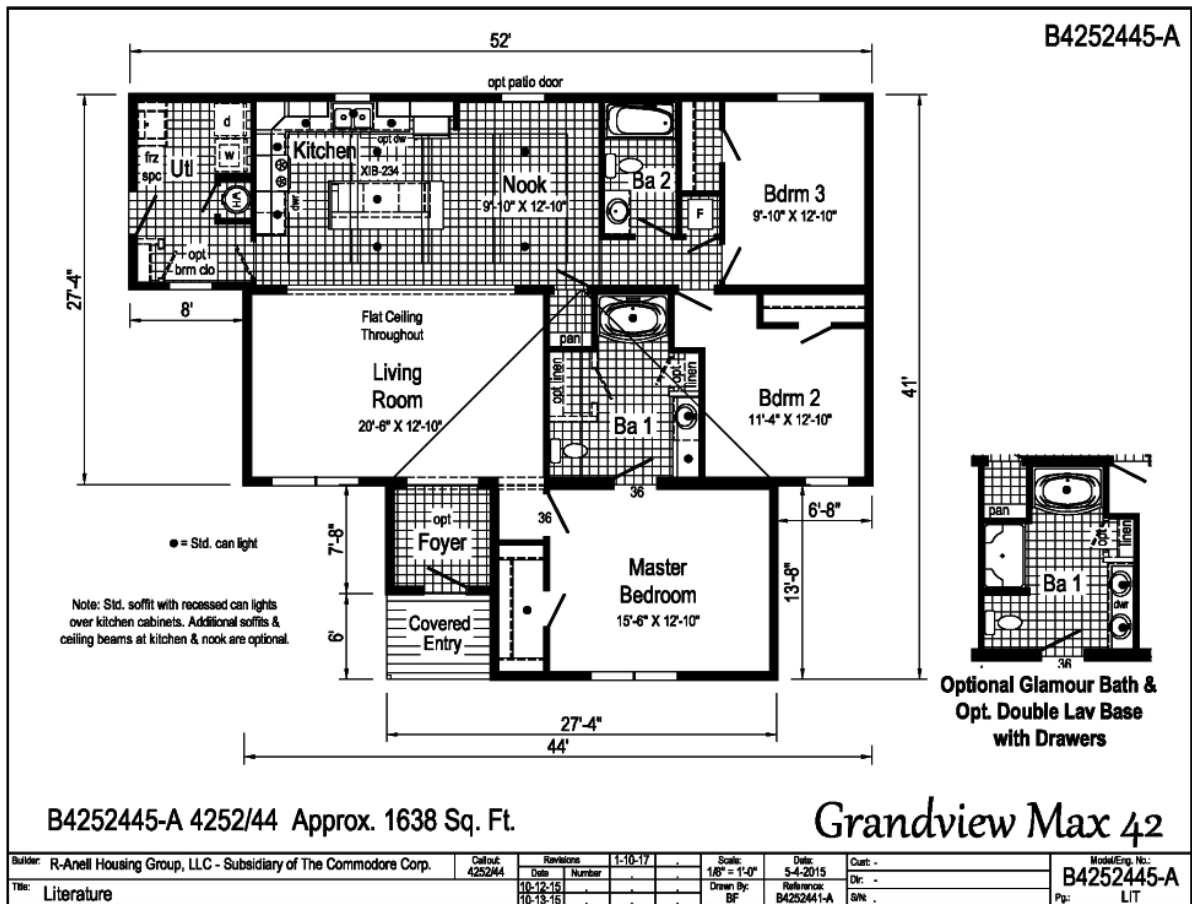 B4252445-A
52'
opt patio door
27'-4"
41'
frz
spc
Utl
d
w
WH
opt
brm clo
8'
Kitchen
XIB-234
opt dw
dwr
Nook
9'-10" X 12'-10"
Ba 2
F
Bdrm 3
9'-10" X 12'-10"
Flat Ceiling
Throughout
Living
Room
20'-6" X 12'-10"
pan
opt linen
opt
linen
Ba 1
Bdrm 2
11'-4" X 12'-10"
36
36
6'-8"
● = Std. can light
7'-8"
opt
Foyer
6'
Covered
Entry
Master
Bedroom
15'-6" X 12'-10"
13'-8"
Note: Std. soffit with recessed can lights
over kitchen cabinets. Additional soffits &
ceiling beams at kitchen & nook are optional.
27'-4"
44'
pan
opt
linen
Ba 1
dwr
36
Optional Glamour Bath &
Opt. Double Lav Base
with Drawers
B4252445-A 4252/44 Approx. 1638 Sq. Ft.
Grandview Max 42
Builder: R-Anell Housing Group, LLC - Subsidiary of The Commodore Corp.
Title: Literature
Callout:
4252/44
Revisions 1-10-17 .
Date Number . .
10-12-15 . . .
10-13-15 . . .
Scale:
1/8" = 1'-0"
Drawn By:
BF
Date:
5-4-2015
Reference:
B4252441-A
Cust: -
Dlr: -
S/N: .
Model/Eng. No.:
B4252445-A
Pg.: LIT